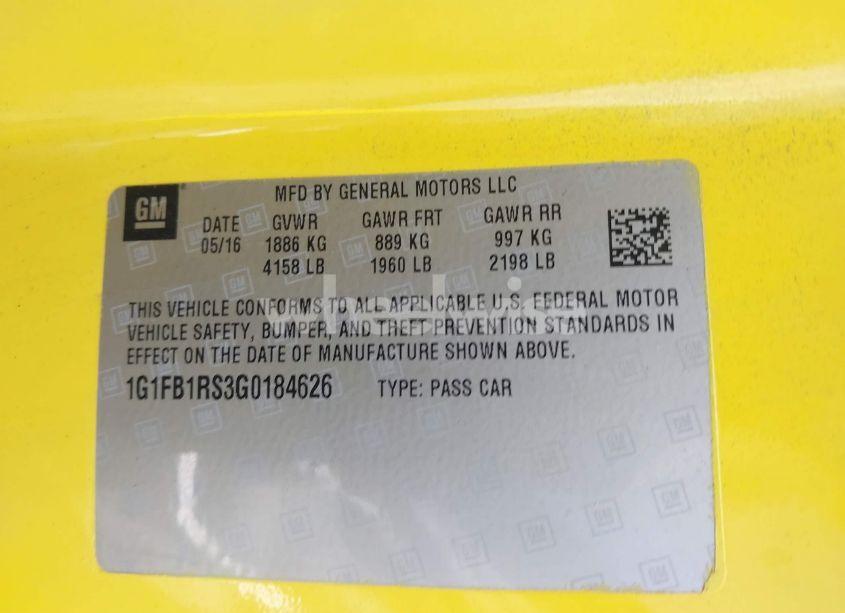 GM
MFD BY GENERAL MOTORS LLC
DATE GVWR GAWR FRT GAWR RR
05/16 1886 KG 889 KG 997 KG
4158 LB 1960 LB 2198 LB
THIS VEHICLE CONFORMS TO ALL APPLICABLE U.S. FEDERAL MOTOR
VEHICLE SAFETY, BUMPER, AND THEFT PREVENTION STANDARDS IN
EFFECT ON THE DATE OF MANUFACTURE SHOWN ABOVE.
1G1FB1RS3G0184626 TYPE: PASS CAR